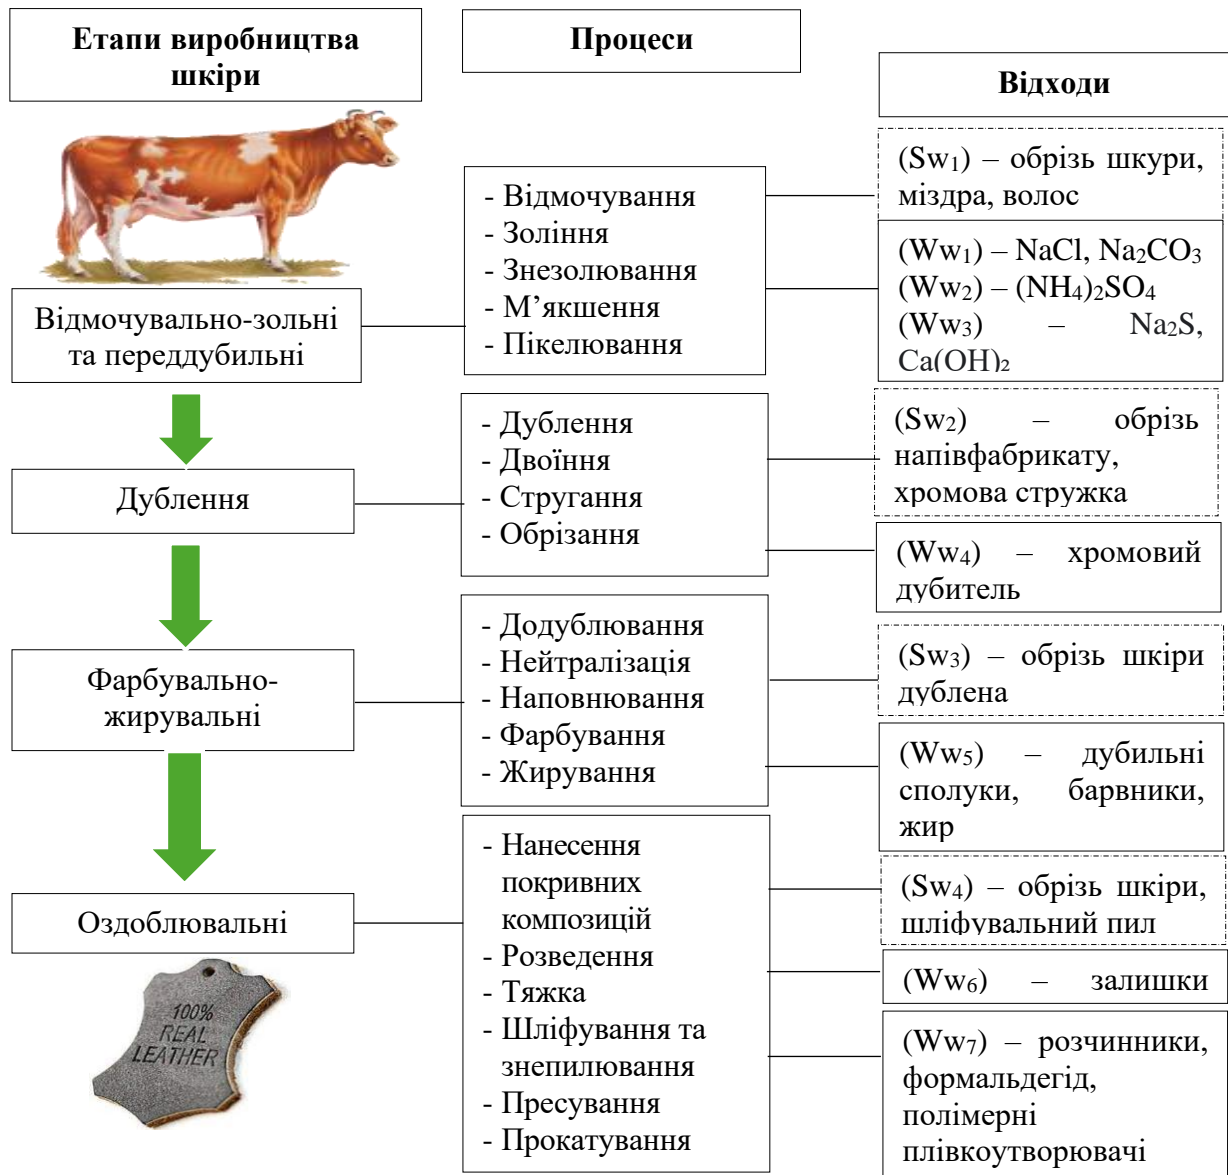 Етапи виробництва
шкіри
Процеси
Відходи
Відмочувально-зольні
та переддубильні
- Відмочування
- Зоління
- Знезолювання
- М’якшення
- Пікелювання
(Sw₁) – обрізь шкури,
міздра, волос
(Ww₁) – NaCl, Na₂CO₃
(Ww₂) – (NH₄)₂SO₄
(Ww₃) – Na₂S,
Ca(OH)₂
Дублення
- Дублення
- Двоїння
- Стругання
- Обрізання
(Sw₂) – обрізь
напівфабрикату,
хромова стружка
(Ww₄) – хромовий
дубитель
Фарбувально-
жирувальні
- Додублювання
- Нейтралізація
- Наповнювання
- Фарбування
- Жирування
(Sw₃) – обрізь шкіри
дублена
(Ww₅) – дубильні
сполуки, барвники,
жир
Оздоблювальні
- Нанесення
покривних
композицій
- Розведення
- Тяжка
- Шліфування та
знепилювання
- Пресування
- Прокатування
(Sw₄) – обрізь шкіри,
шліфувальний пил
(Ww₆) – залишки
(Ww₇) – розчинники,
формальдегід,
полімерні
плівкоутворювачі
100%
REAL
LEATHER